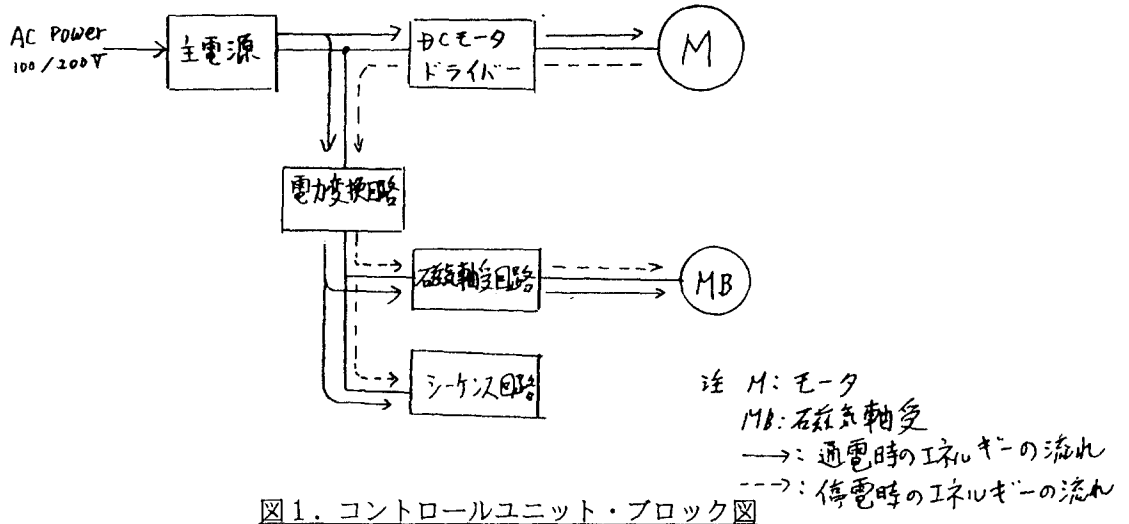 AC Power
100/200V
主電源
DCモータ
ドライバー
M
電力変換回路
磁気軸受回路
MB
シーケンス回路
注 M: モータ
MB: 磁気軸受
→: 通電時のエネルギーの流れ
--→: 停電時のエネルギーの流れ
図1. コントロールユニット・ブロック図